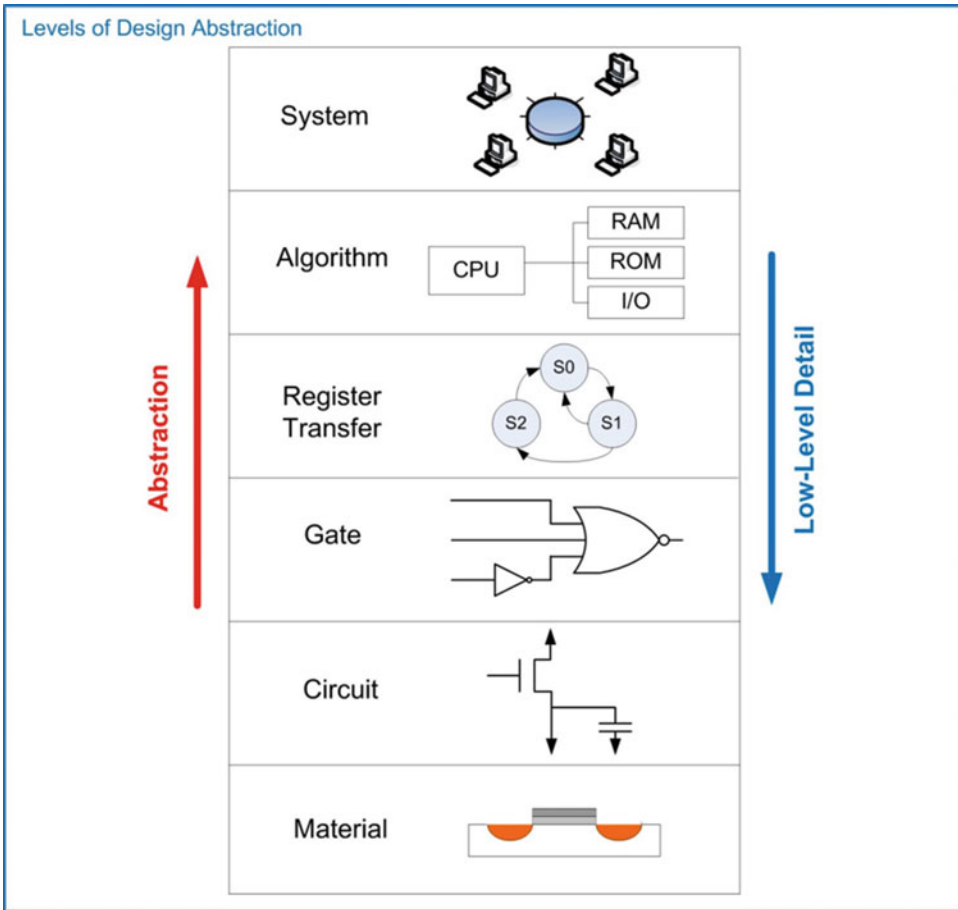 Levels of Design Abstraction
System
Algorithm
CPU
RAM
ROM
I/O
Abstraction
Low-Level Detail
Register
Transfer
S0
S2
S1
Gate
Circuit
Material